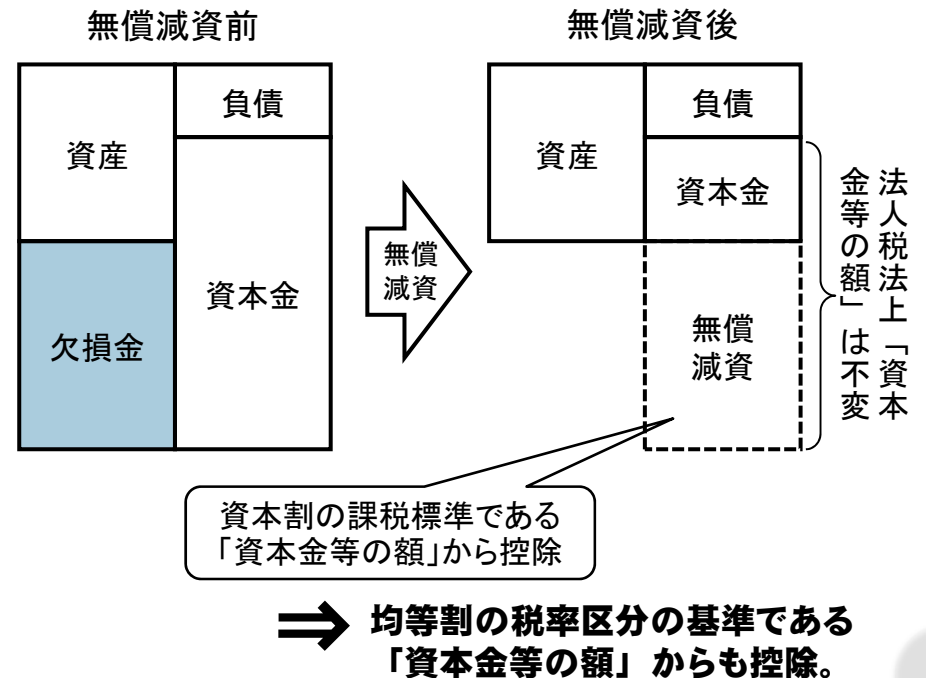 無償減資前
無償減資後
資産
負債
欠損金
資本金
無償
減資
資産
負債
資本金
無償
減資
法人税法上「資本
金等の額」は不変
資本割の課税標準である
「資本金等の額」から控除
⇒ 均等割の税率区分の基準である
「資本金等の額」からも控除。